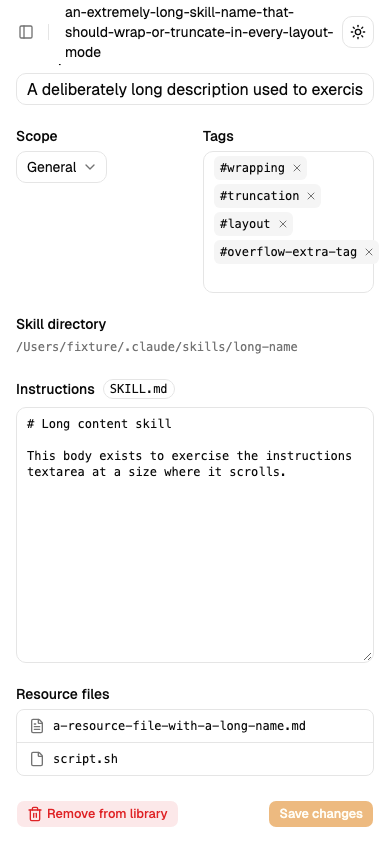 an-extremely-long-skill-name-that-
should-wrap-or-truncate-in-every-layout-
mode
A deliberately long description used to exercis
Scope
Tags
General
#wrapping
#truncation
#layout
#overflow-extra-tag
Skill directory
/Users/fixture/.claude/skills/long-name
Instructions SKILL.md
# Long content skill
This body exists to exercise the instructions
textarea at a size where it scrolls.
Resource files
a-resource-file-with-a-long-name.md
script.sh
Remove from library
Save changes